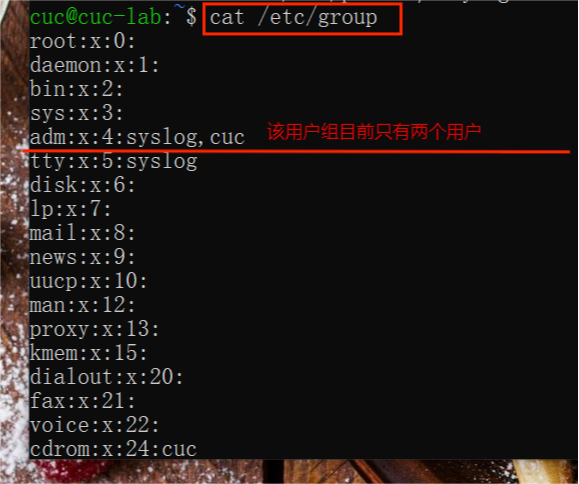 cuc@cuc-lab:~$ cat /etc/group
root:x:0:
daemon:x:1:
bin:x:2:
sys:x:3:
adm:x:4:syslog,cuc 该用户组目前只有两个用户
tty:x:5:syslog
disk:x:6:
lp:x:7:
mail:x:8:
news:x:9:
uucp:x:10:
man:x:12:
proxy:x:13:
kmem:x:15:
dialout:x:20:
fax:x:21:
voice:x:22:
cdrom:x:24:cuc